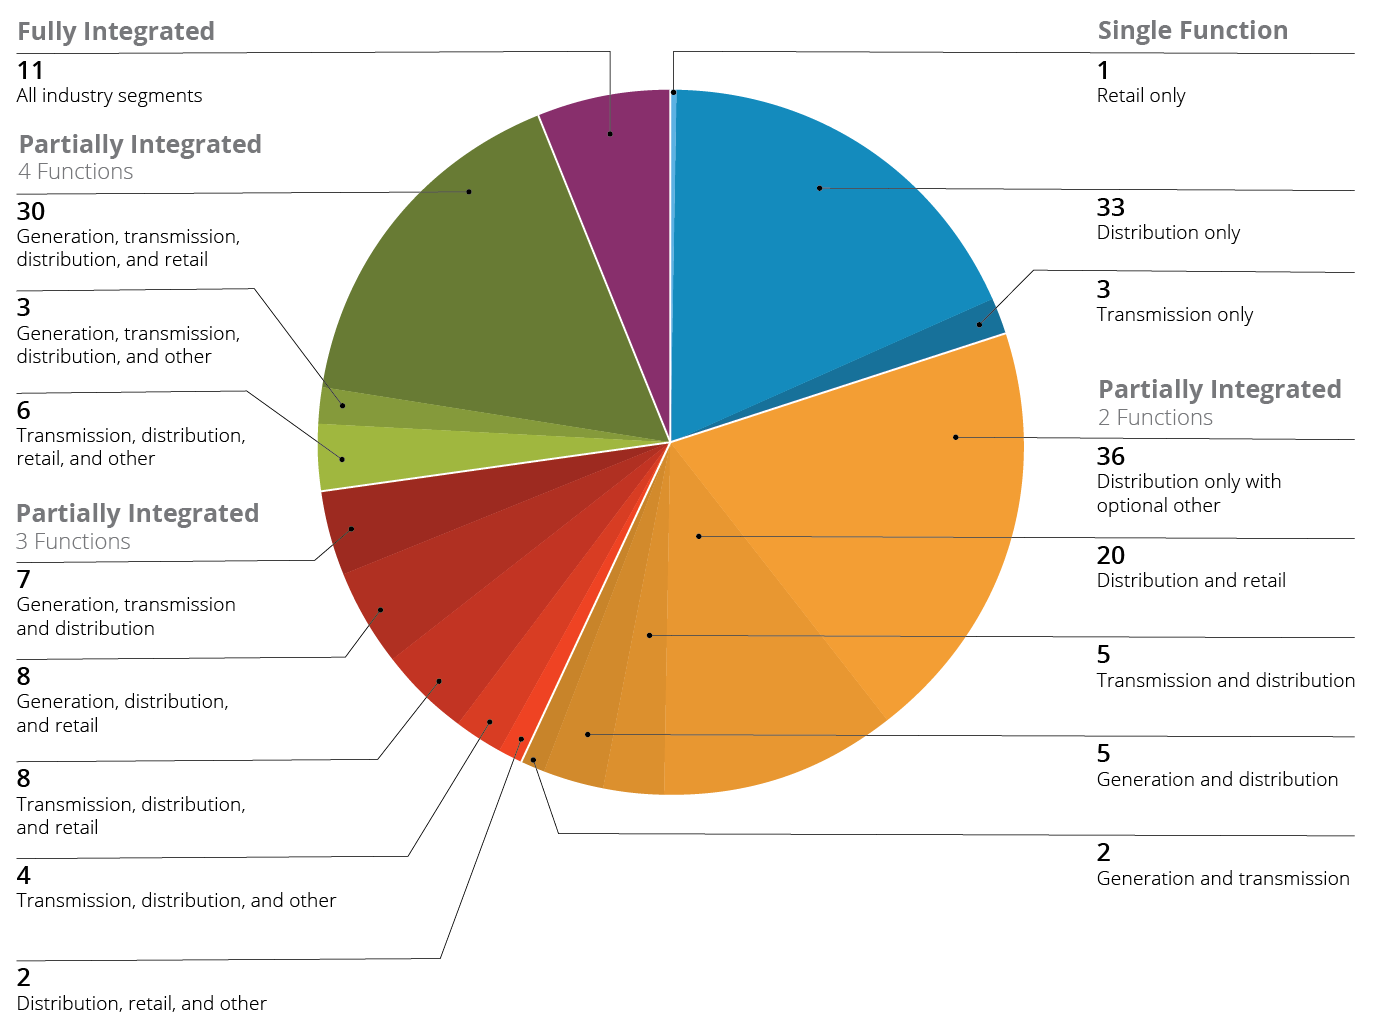 Fully Integrated
11
All industry segments
Partially Integrated
4 Functions
30
Generation, transmission,
distribution, and retail
3
Generation, transmission,
distribution, and other
6
Transmission, distribution,
retail, and other
Partially Integrated
3 Functions
7
Generation, transmission
and distribution
8
Generation, distribution,
and retail
8
Transmission, distribution,
and retail
4
Transmission, distribution, and other
2
Distribution, retail, and other
Single Function
1
Retail only
33
Distribution only
3
Transmission only
Partially Integrated
2 Functions
36
Distribution only with
optional other
20
Distribution and retail
5
Transmission and distribution
5
Generation and distribution
2
Generation and transmission